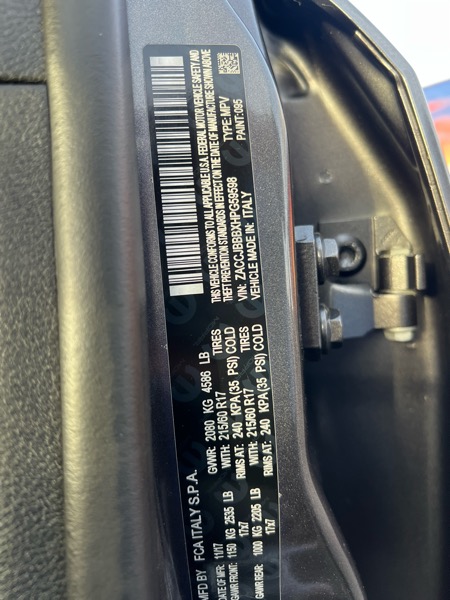 MFD BY FCA ITALY S.P.A.
DATE OF MFR: 11/17 GVWR: 2080 KG 4586 LB
GAWR FRONT: 1150 KG 2535 LB WITH: 215/60 R17 TIRES
17x7 RIMS AT: 240 KPA(35 PSI) COLD
GAWR REAR: 1000 KG 2205 LB WITH: 215/60 R17 TIRES
17x7 RIMS AT: 240 KPA(35 PSI) COLD
THIS VEHICLE CONFORMS TO ALL APPLICABLE U.S.A. FEDERAL MOTOR VEHICLE SAFETY AND
THEFT PREVENTION STANDARDS IN EFFECT ON THE DATE OF MANUFACTURE SHOWN ABOVE
VIN: ZACCJBBBXHPG59598 TYPE: MPV
VEHICLE MADE IN: ITALY PAINT: 095